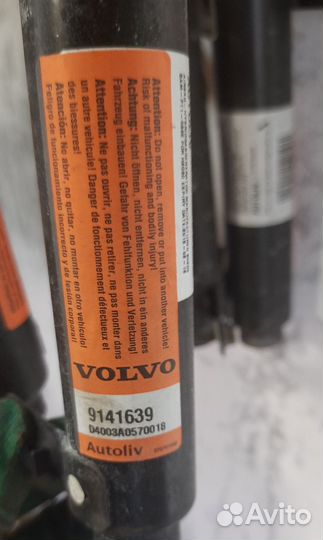 Attention: Do not open, remove or put into another vehicle!
Risk of malfunctioning and bodily injury!
Achtung: Nicht öffnen, nicht entfernen, nicht in ein anderes
Fahrzeug einbauen! Gefahr von Fehlfunktion und Verletzung!
Attention: Ne pas ouvrir, ne pas retirer, ne pas monter dans
un autre vehicule! Danger de fonctionnement défectueux et
des blessures!
Atención: No abrir, no quitar, no montar en otro vehículo!
Peligro de funcionamiento incorrecto y de lesión corporal!
VOLVO
9141639
04003A0570018
Autoliv
Avito